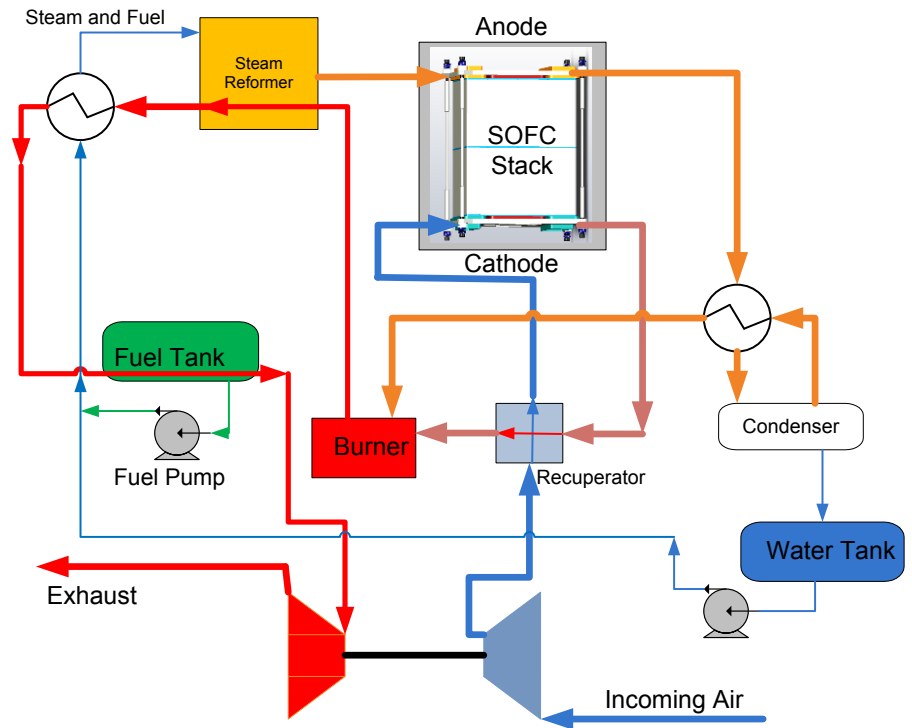 Steam and Fuel
Anode
Steam
Reformer
SOFC
Stack
Cathode
Fuel Tank
Condenser
Burner
Recuperator
Fuel Pump
Water Tank
Exhaust
Incoming Air